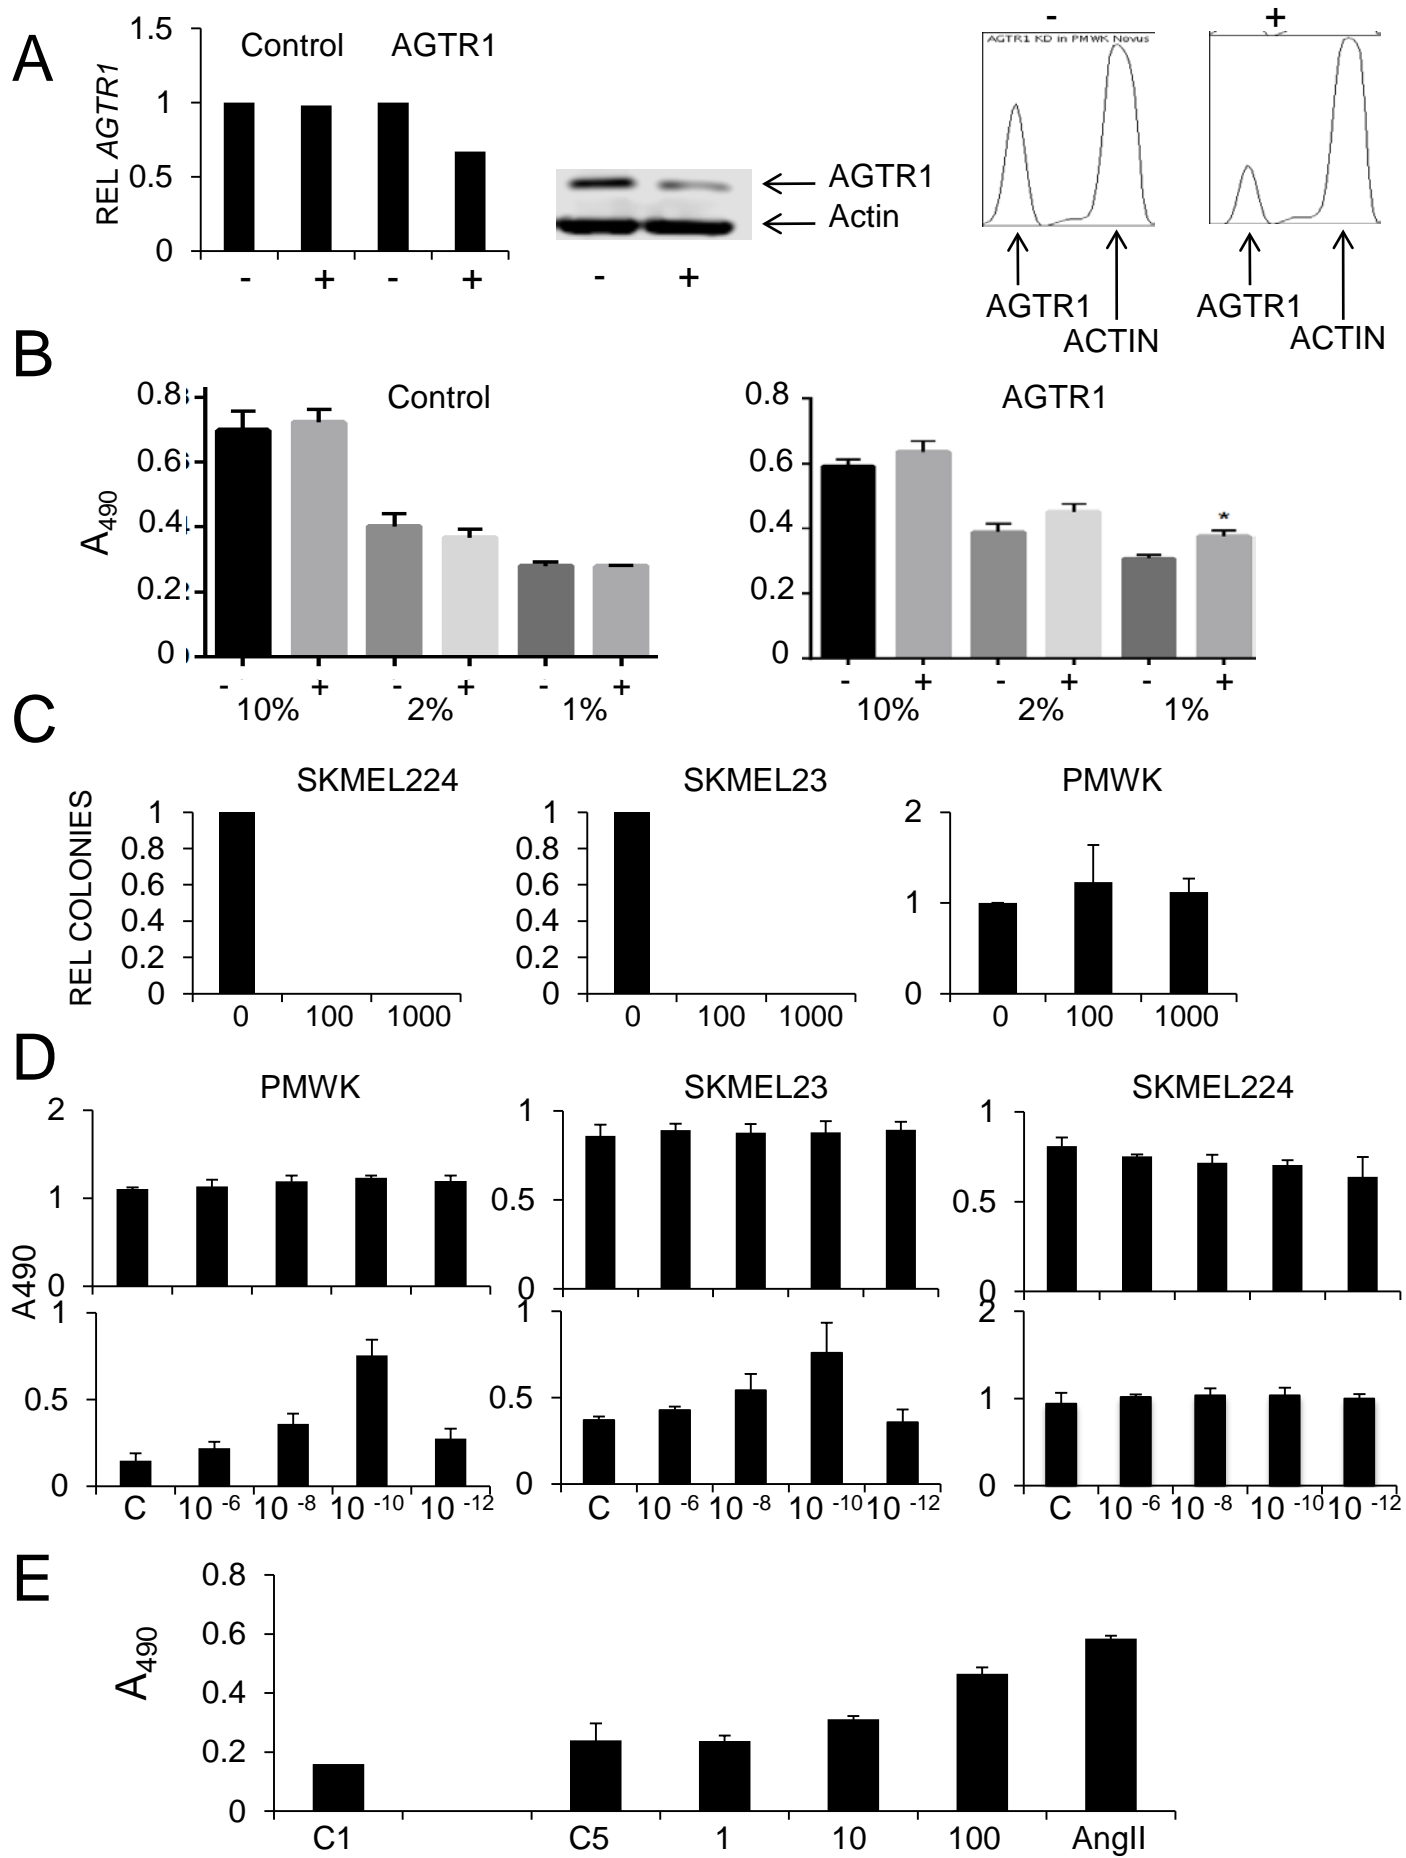 A
1.5
1
0.5
0
REL AGTR1
Control AGTR1
- + - +
AGTR1
Actin
- +
- +
AGTR1 KD in PMWK Novus
AGTR1 AGTR1
ACTIN ACTIN
B
A490
0.8
0.6
0.4
0.2
0
Control
- + - + - +
10% 2% 1%
0.8
0.6
0.4
0.2
0
AGTR1
*
- + - + - +
10% 2% 1%
C
REL COLONIES
SKMEL224
1
0.8
0.6
0.4
0.2
0
0 100 1000
SKMEL23
1
0.8
0.6
0.4
0.2
0
0 100 1000
PMWK
2
1
0
0 100 1000
D
A490
PMWK
2
1
0
1
0.5
0
C 10 -6 10 -8 10 -10 10 -12
SKMEL23
1
0.5
0
1
0.5
0
C 10 -6 10 -8 10 -10 10 -12
SKMEL224
1
0.5
0
2
1
0
C 10 -6 10 -8 10 -10 10 -12
E
A490
0.8
0.6
0.4
0.2
0
C1 C5 1 10 100 AngII